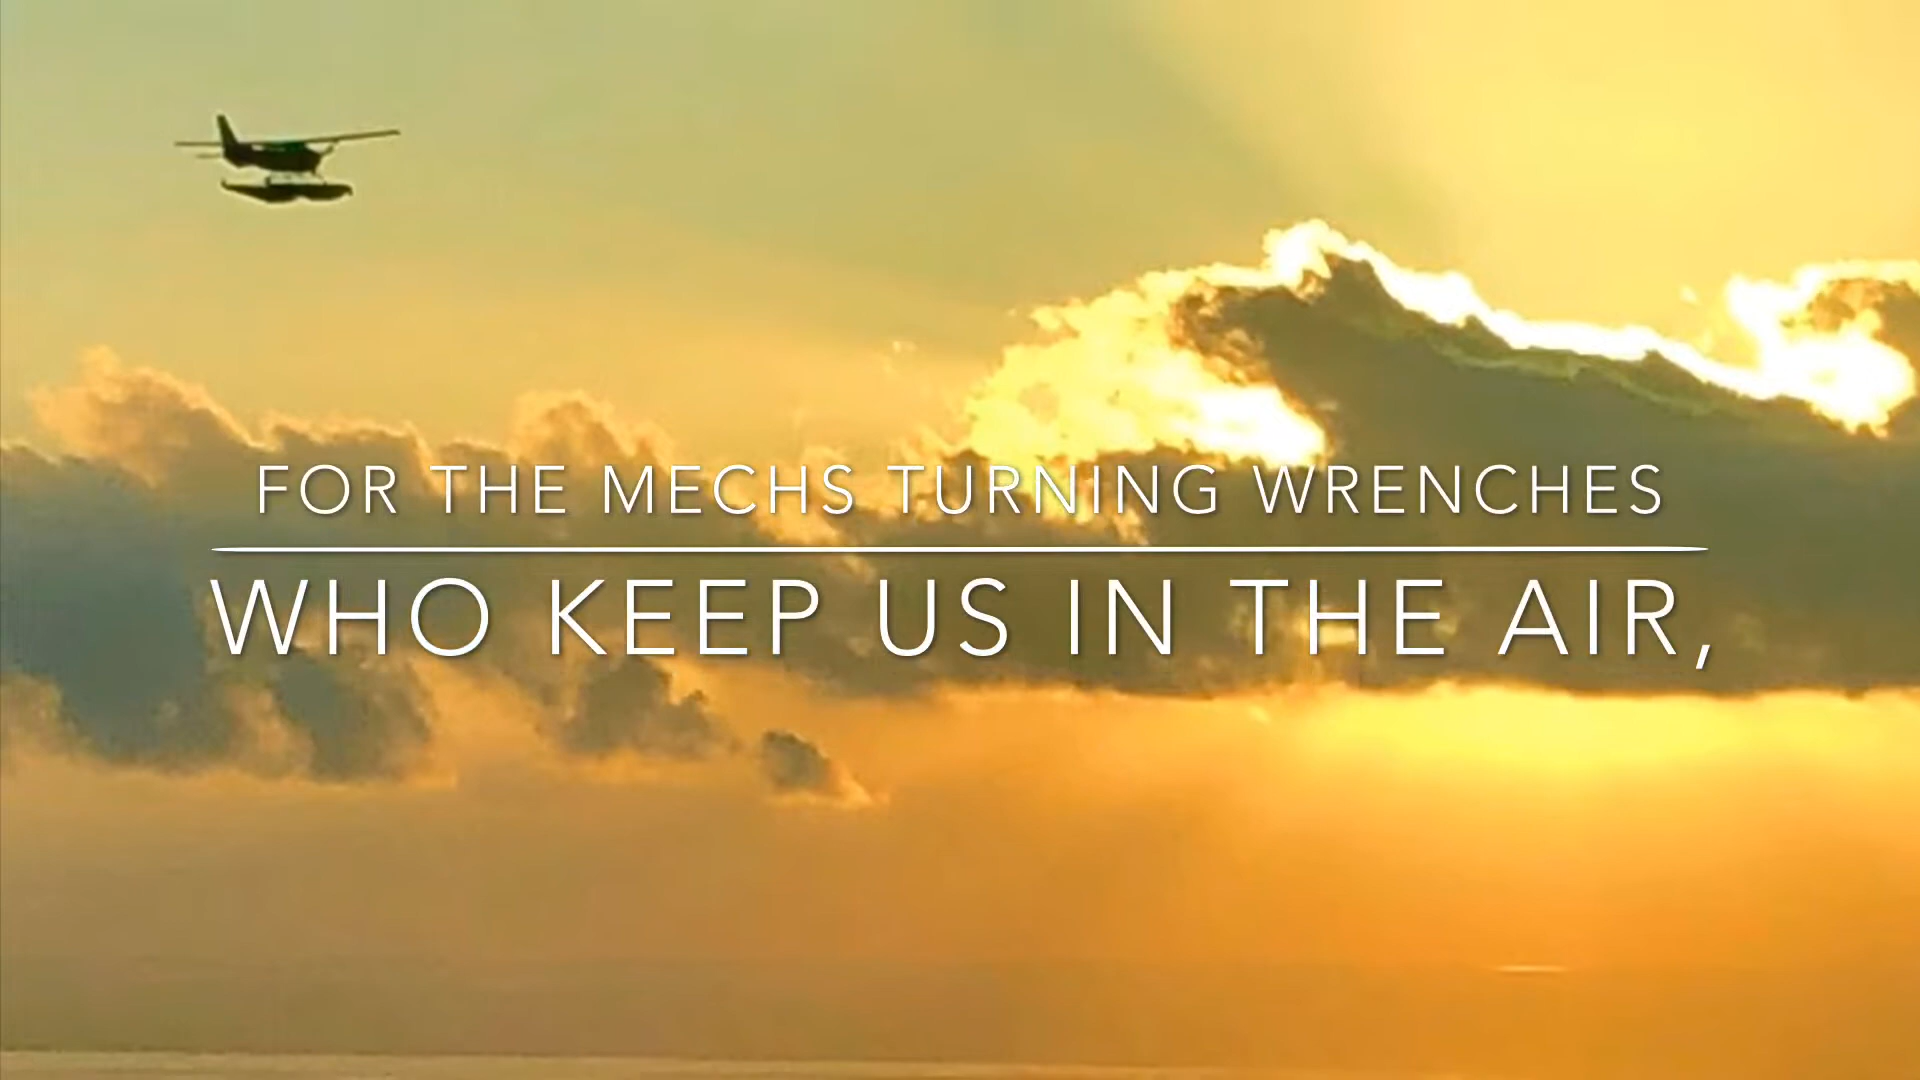 FOR THE MECHS TURNING WRENCHES
WHO KEEP US IN THE AIR,